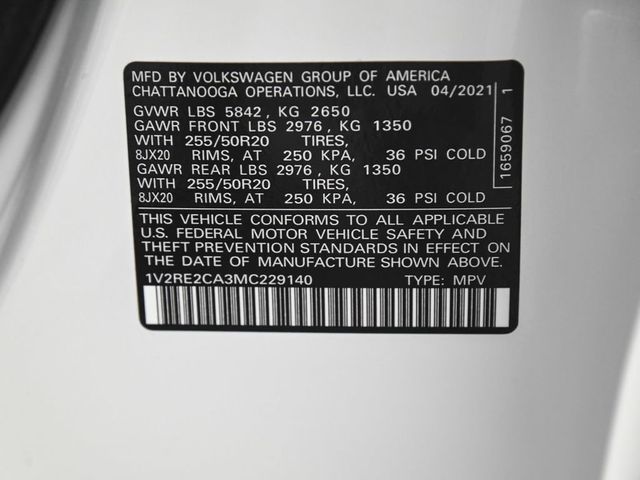 MFD BY VOLKSWAGEN GROUP OF AMERICA
CHATTANOOGA OPERATIONS, LLC. USA 04/2021
GVWR LBS 5842, KG 2650
GAWR FRONT LBS 2976, KG 1350
WITH 255/50R20 TIRES,
8JX20 RIMS, AT 250 KPA, 36 PSI COLD
GAWR REAR LBS 2976, KG 1350
WITH 255/50R20 TIRES,
8JX20 RIMS, AT 250 KPA, 36 PSI COLD
1659067 1
THIS VEHICLE CONFORMS TO ALL APPLICABLE
U.S. FEDERAL MOTOR VEHICLE SAFETY AND
THEFT PREVENTION STANDARDS IN EFFECT ON
THE DATE OF MANUFACTURE SHOWN ABOVE.
1V2RE2CA3MC229140 TYPE: MPV